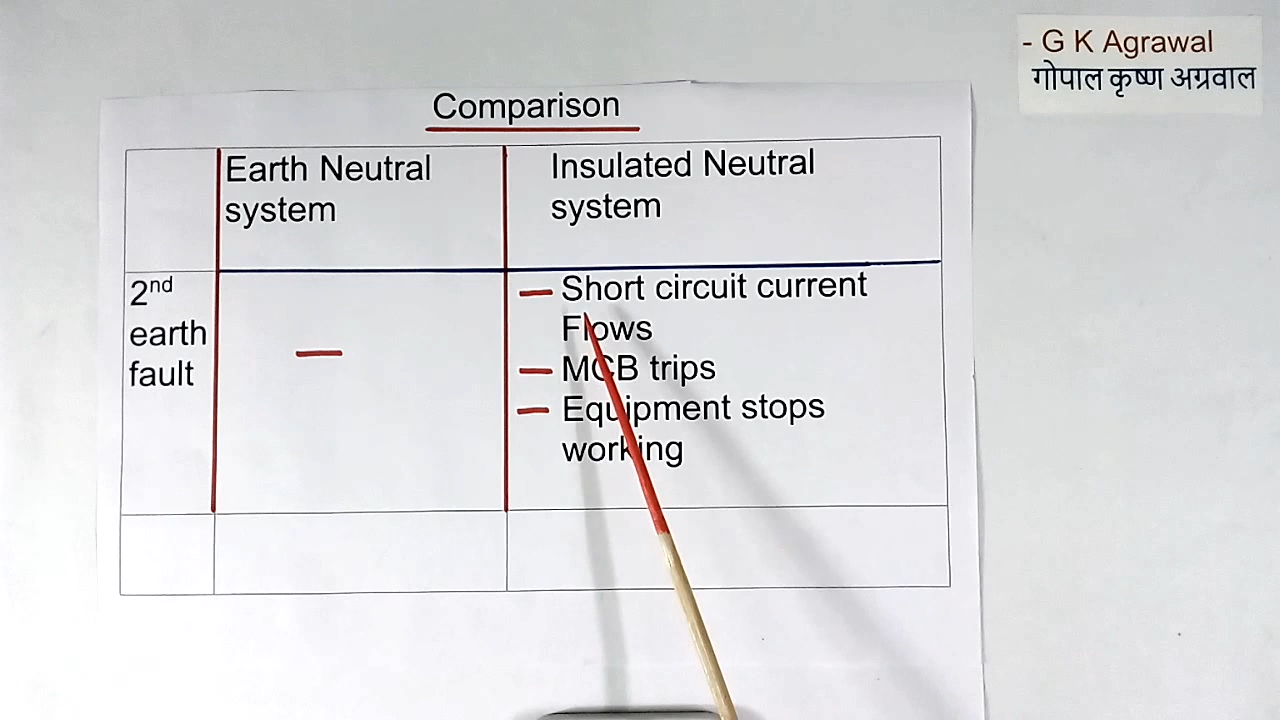 - G K Agrawal
गोपाल कृष्ण अग्रवाल
Comparison
Earth Neutral
system
Insulated Neutral
system
2nd
earth
fault
–
– Short circuit current
Flows
– MCB trips
– Equipment stops
working